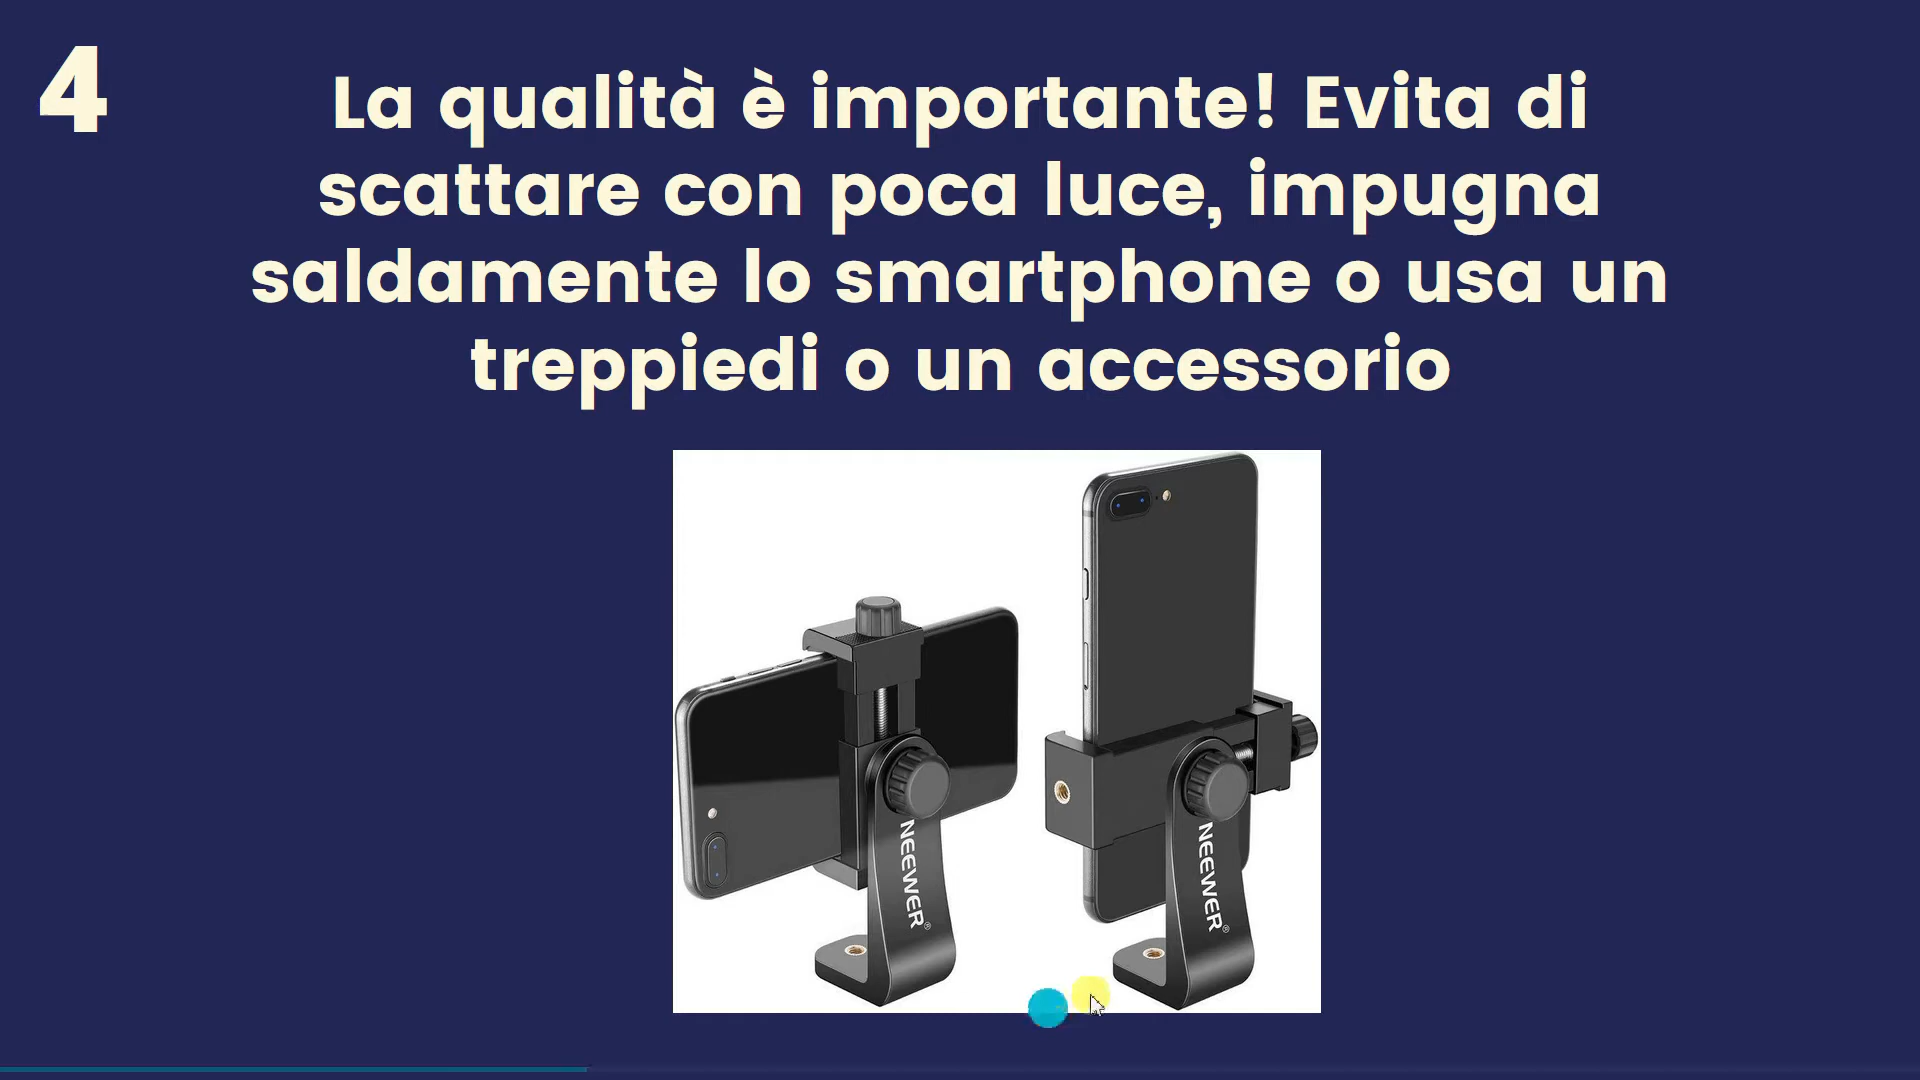 4
La qualità è importante! Evita di
scattare con poca luce, impugna
saldamente lo smartphone o usa un
treppiedi o un accessorio
NEEWER®
NEEWER®